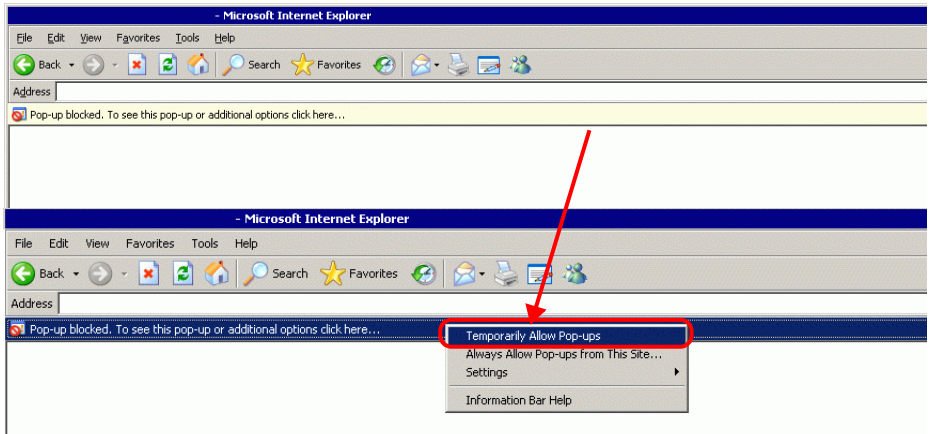 - Microsoft Internet Explorer
File Edit View Favorites Tools Help
Back Search Favorites
Address
Pop-up blocked. To see this pop-up or additional options click here...
- Microsoft Internet Explorer
File Edit View Favorites Tools Help
Back Search Favorites
Address
Pop-up blocked. To see this pop-up or additional options click here...
Temporarily Allow Pop-ups
Always Allow Pop-ups from This Site...
Settings
Information Bar Help